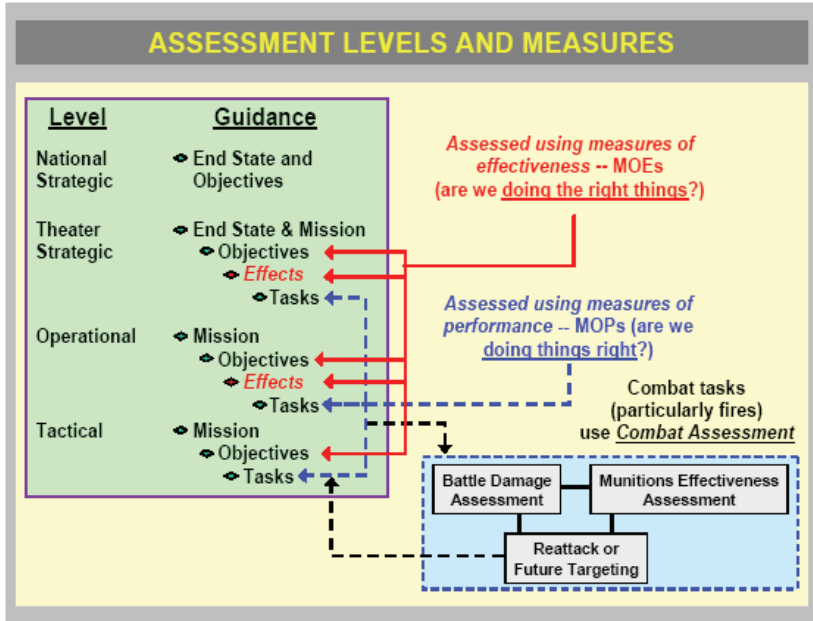 ASSESSMENT LEVELS AND MEASURES
Level Guidance
National
Strategic
End State and
Objectives
Theater
Strategic
End State & Mission
Objectives
Effects
Tasks
Operational
Mission
Objectives
Effects
Tasks
Tactical
Mission
Objectives
Tasks
Assessed using measures of
effectiveness -- MOEs
(are we doing the right things?)
Assessed using measures of
performance -- MOPs (are we
doing things right?)
Combat tasks
(particularly fires)
use Combat Assessment
Battle Damage
Assessment
Munitions Effectiveness
Assessment
Reattack or
Future Targeting